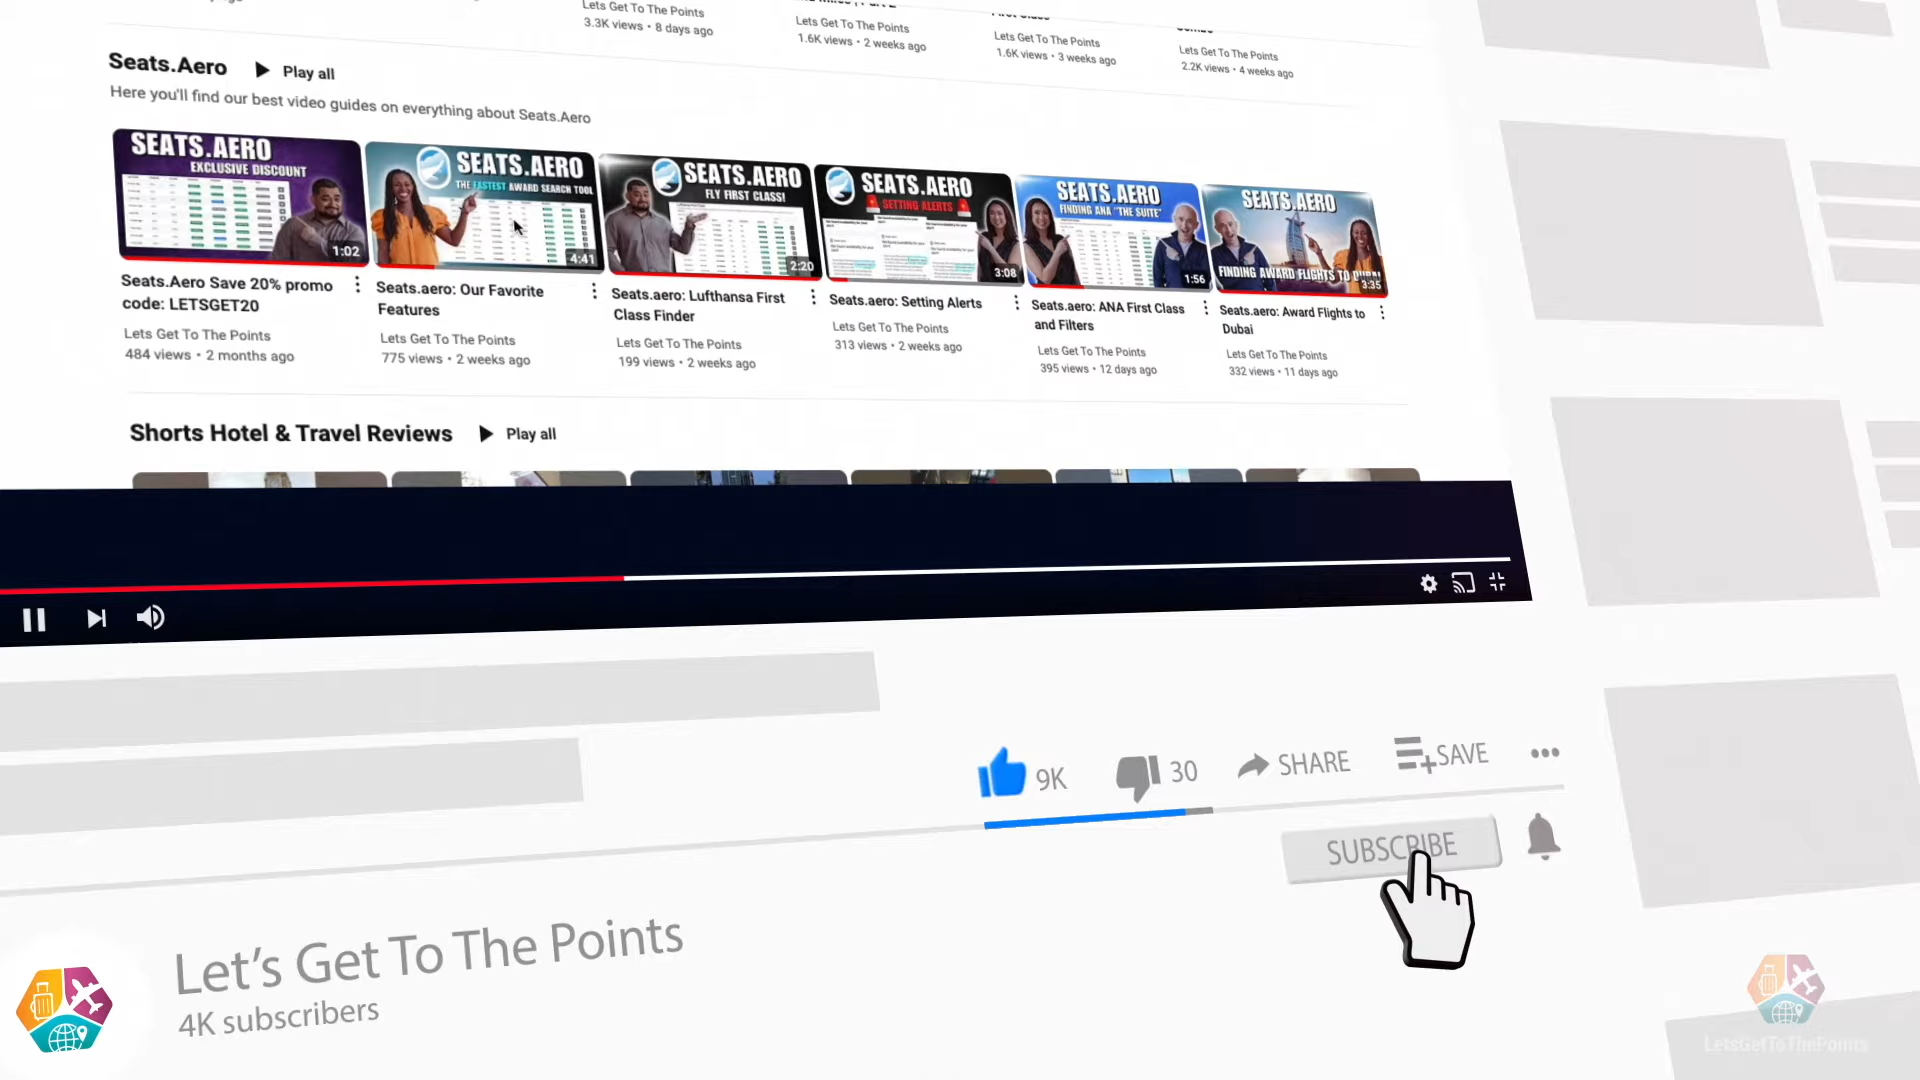 Lets Get To The Points
3.3K views • 8 days ago
Lets Get To The Points
1.6K views • 2 weeks ago
Lets Get To The Points
1.6K views • 3 weeks ago
Lets Get To The Points
2.2K views • 4 weeks ago
Seats.Aero
Play all
Here you'll find our best video guides on everything about Seats.Aero
SEATS.AERO
EXCLUSIVE DISCOUNT
1:02
SEATS.AERO
THE FASTEST AWARD SEARCH TOOL
4:41
SEATS.AERO
FLY FIRST CLASS!
2:20
SEATS.AERO
SETTING ALERTS
3:08
SEATS.AERO
FINDING ANA "THE SUITE"
1:56
SEATS.AERO
FINDING AWARD FLIGHTS TO DUBAI
3:35
Seats.Aero Save 20% promo
code: LETSGET20
Lets Get To The Points
484 views • 2 months ago
Seats.aero: Our Favorite
Features
Lets Get To The Points
775 views • 2 weeks ago
Seats.aero: Lufthansa First
Class Finder
Lets Get To The Points
199 views • 2 weeks ago
Seats.aero: Setting Alerts
Lets Get To The Points
313 views • 2 weeks ago
Seats.aero: ANA First Class
and Filters
Lets Get To The Points
395 views • 12 days ago
Seats.aero: Award Flights to
Dubai
Lets Get To The Points
332 views • 11 days ago
Shorts Hotel & Travel Reviews
Play all
9K
30
SHARE
SAVE
SUBSCRIBE
Let's Get To The Points
4K subscribers
LetsGetToThePoints